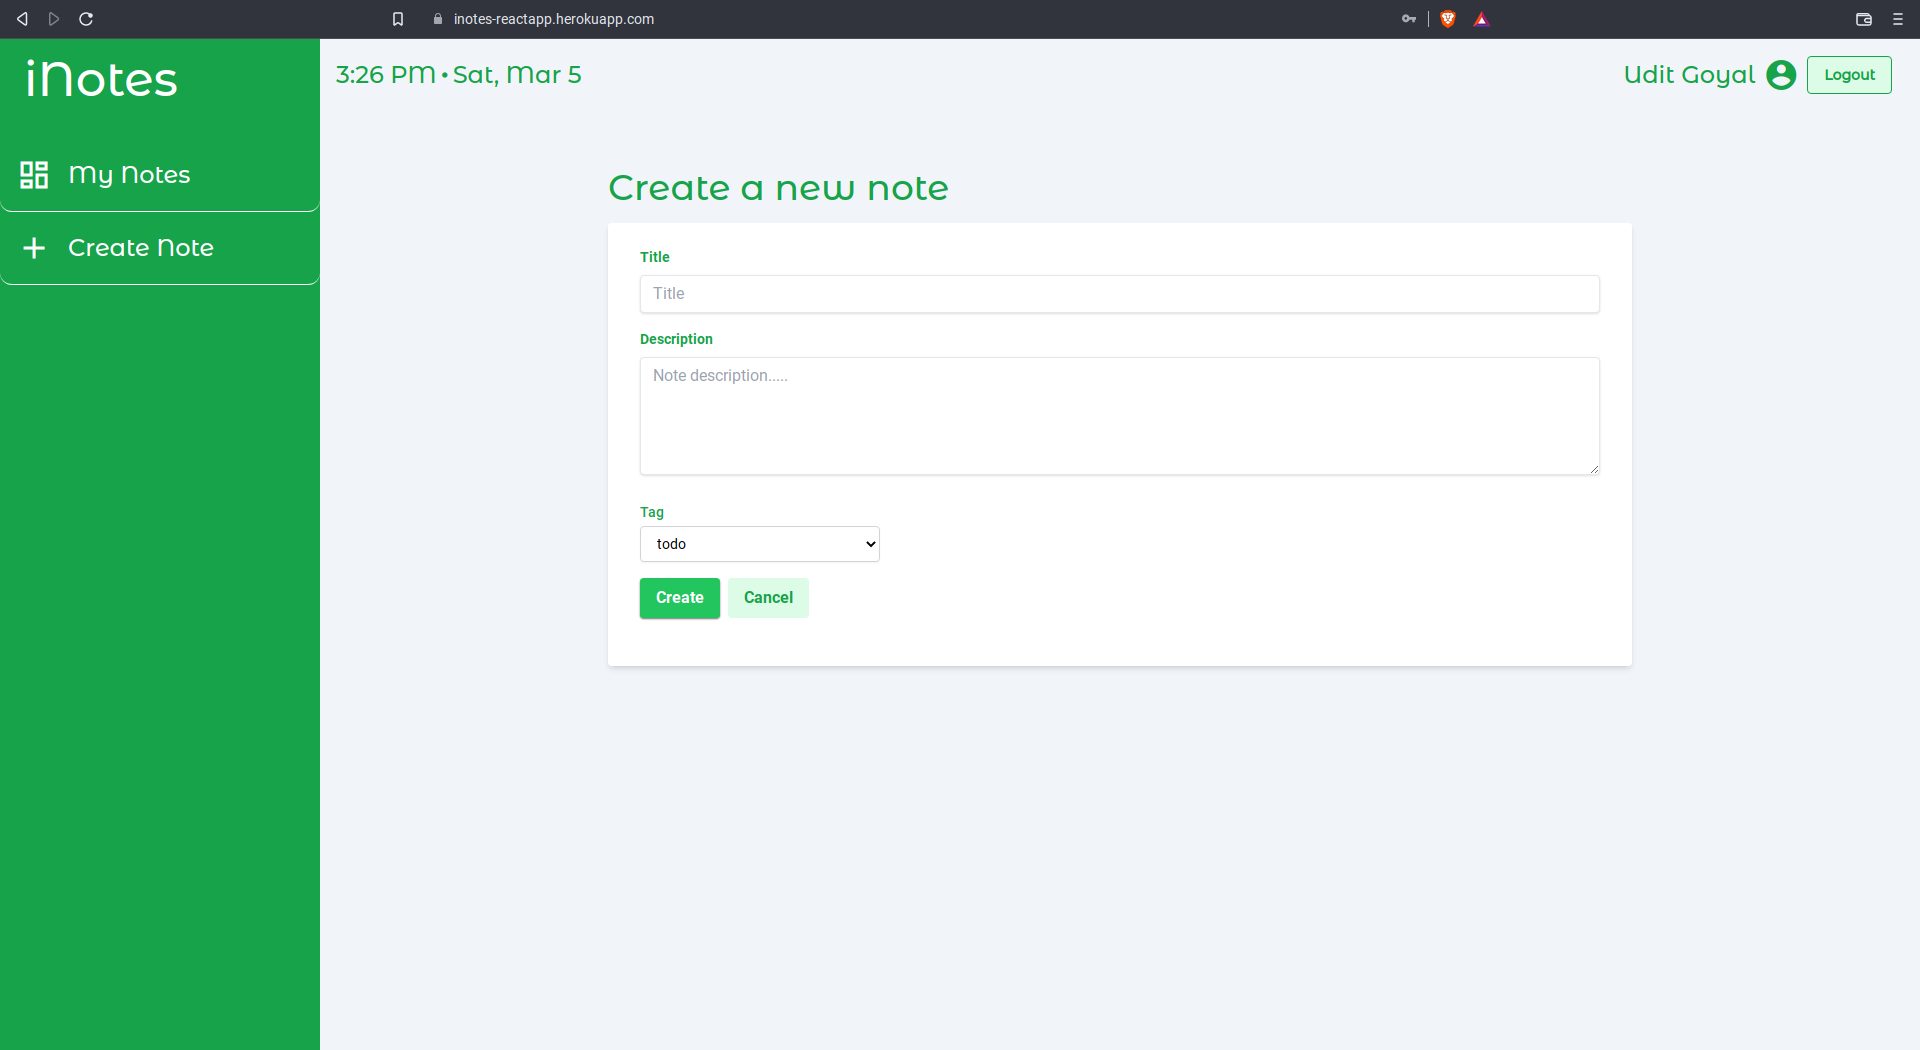 inotes-reactapp.herokuapp.com
iNotes
3:26 PM • Sat, Mar 5
Udit Goyal
Logout
My Notes
Create Note
Create a new note
Title
Title
Description
Note description.....
Tag
todo
Create
Cancel